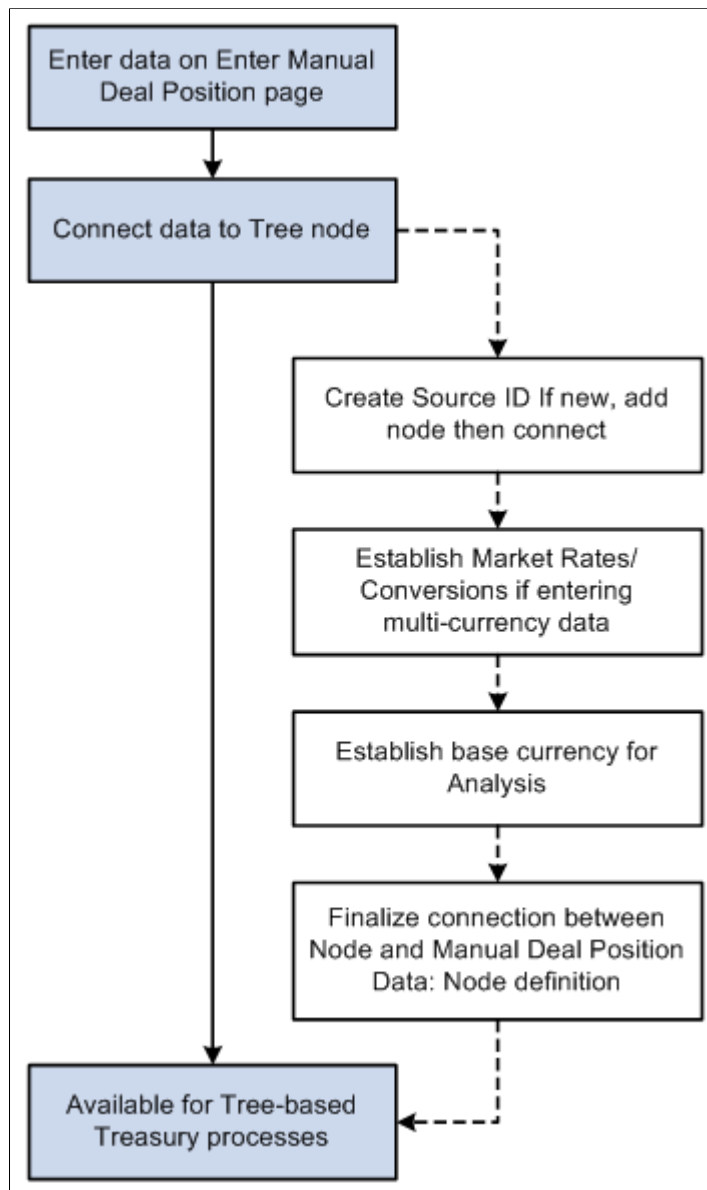 Enter data on Enter Manual
Deal Position page
Connect data to Tree node
Create Source ID If new, add
node then connect
Establish Market Rates/
Conversions if entering
multi-currency data
Establish base currency for
Analysis
Finalize connection between
Node and Manual Deal Position
Data: Node definition
Available for Tree-based
Treasury processes